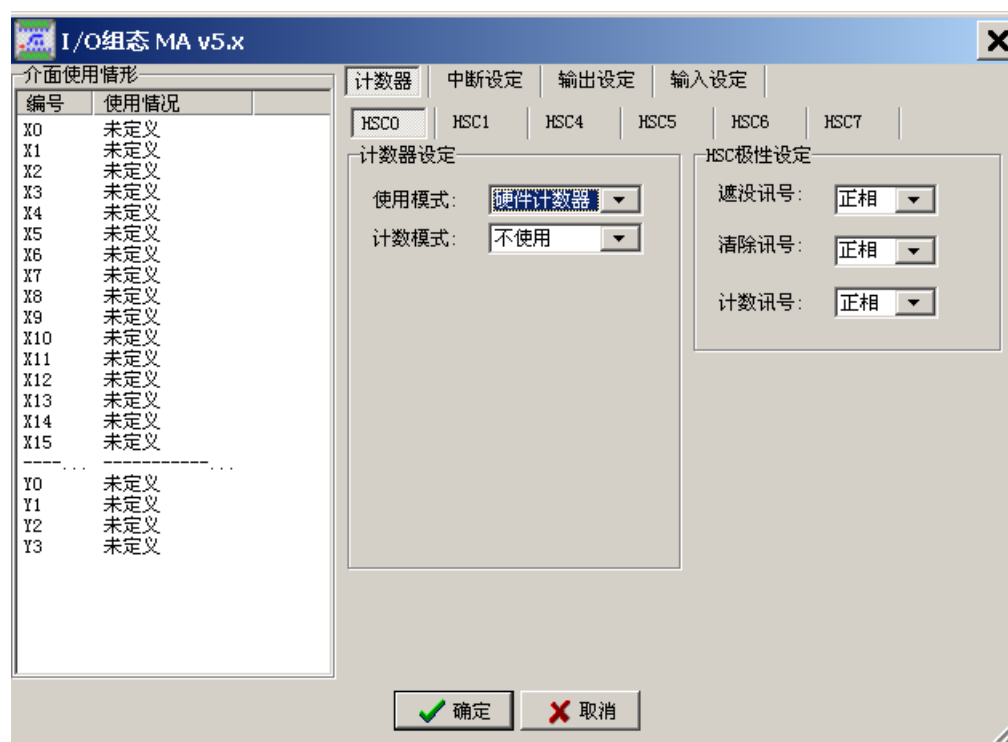 I/O组态 MA v5.x
介面使用情形
编号 使用情况
X0 未定义
X1 未定义
X2 未定义
X3 未定义
X4 未定义
X5 未定义
X6 未定义
X7 未定义
X8 未定义
X9 未定义
X10 未定义
X11 未定义
X12 未定义
X13 未定义
X14 未定义
X15 未定义
----... -----------...
Y0 未定义
Y1 未定义
Y2 未定义
Y3 未定义
计数器 中断设定 输出设定 输入设定
HSC0 HSC1 HSC4 HSC5 HSC6 HSC7
计数器设定
使用模式: 硬件计数器
计数模式: 不使用
HSC极性设定
遮没讯号: 正相
清除讯号: 正相
计数讯号: 正相
确定 取消